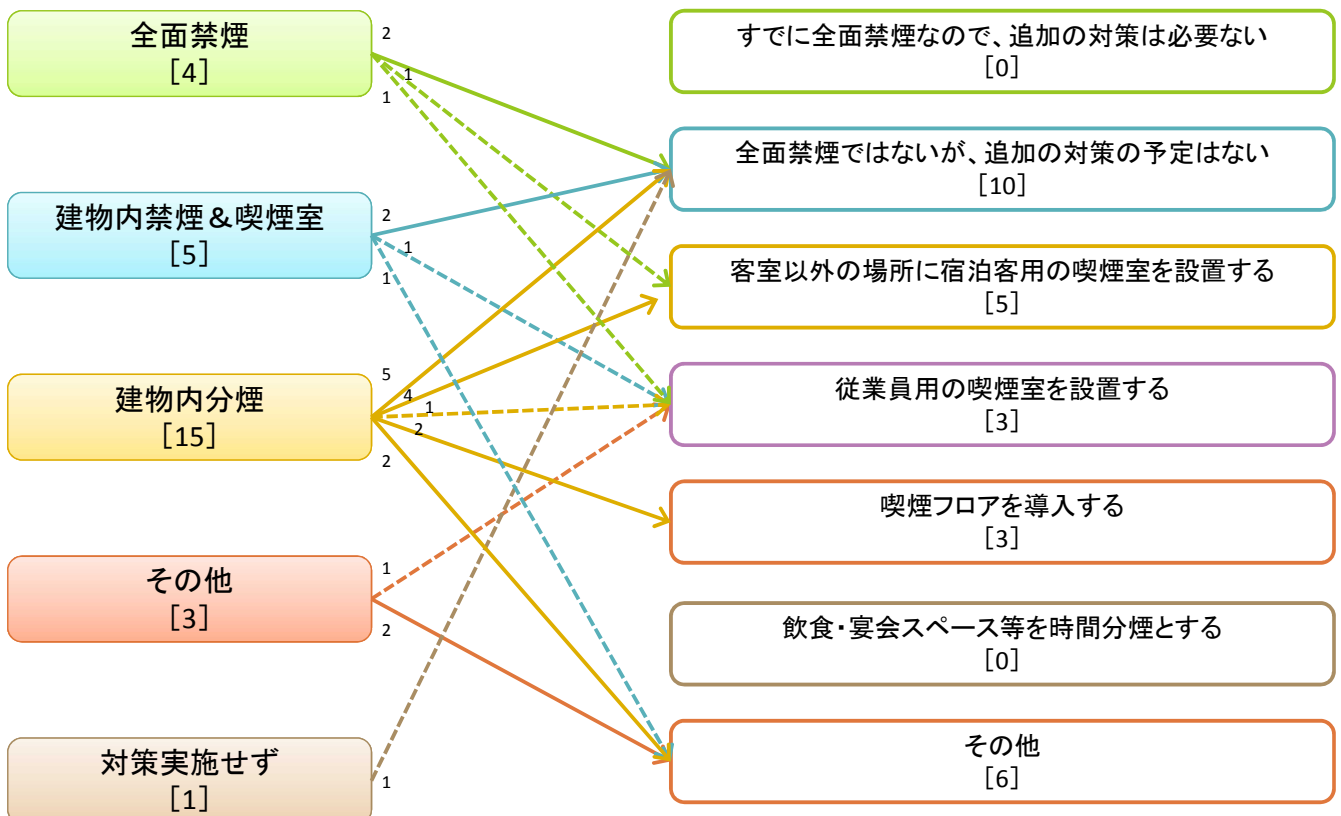 全面禁煙
[4]
2
1
1
建物内禁煙&喫煙室
[5]
2
1
1
建物内分煙
[15]
5
4
1
2
2
その他
[3]
1
2
対策実施せず
[1]
1
すでに全面禁煙なので、追加の対策は必要ない
[0]
全面禁煙ではないが、追加の対策の予定はない
[10]
客室以外の場所に宿泊客用の喫煙室を設置する
[5]
従業員用の喫煙室を設置する
[3]
喫煙フロアを導入する
[3]
飲食・宴会スペース等を時間分煙とする
[0]
その他
[6]